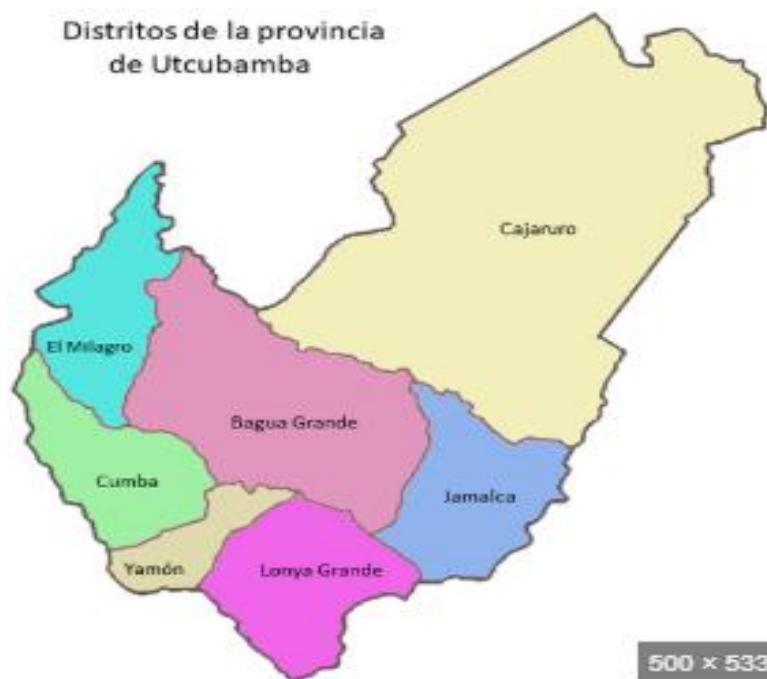 Distritos de la provincia
de Utcubamba
Cajaruro
El Milagro
Bagua Grande
Cumba
Jamalca
Yamón
Lonya Grande
500 × 533